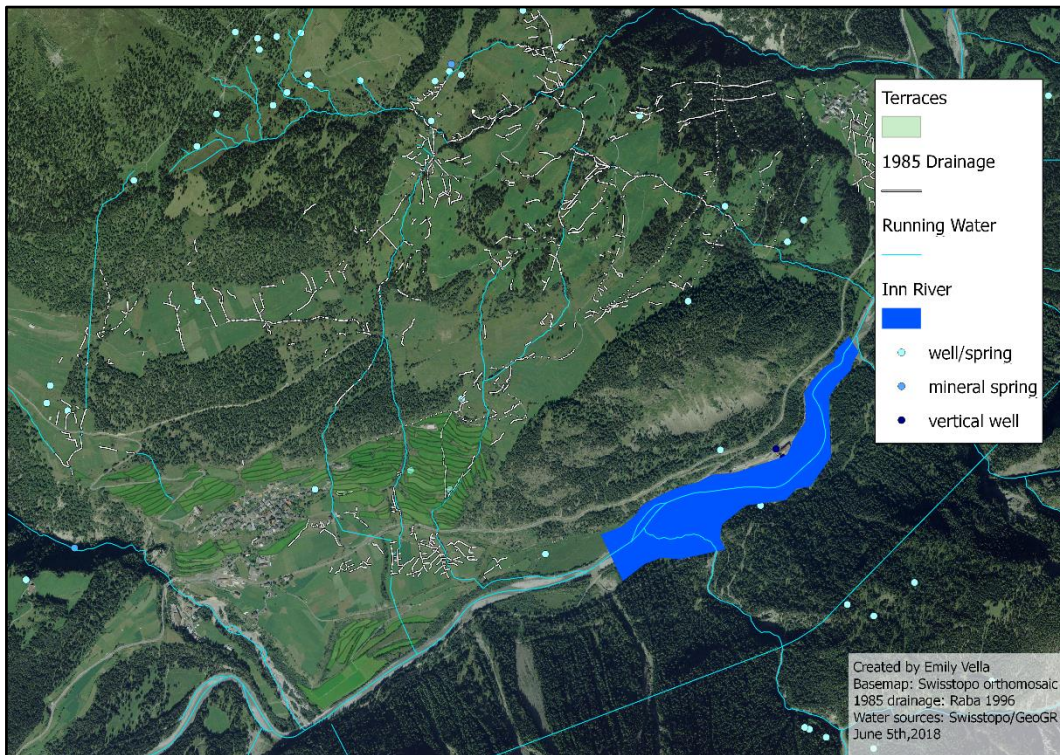 Terraces
1985 Drainage
Running Water
Inn River
well/spring
mineral spring
vertical well
Created by Emily Vella
Basemap: Swisstopo orthomosaic
1985 drainage: Raba 1996
Water sources: Swisstopo/GeoGR
June 5th,2018